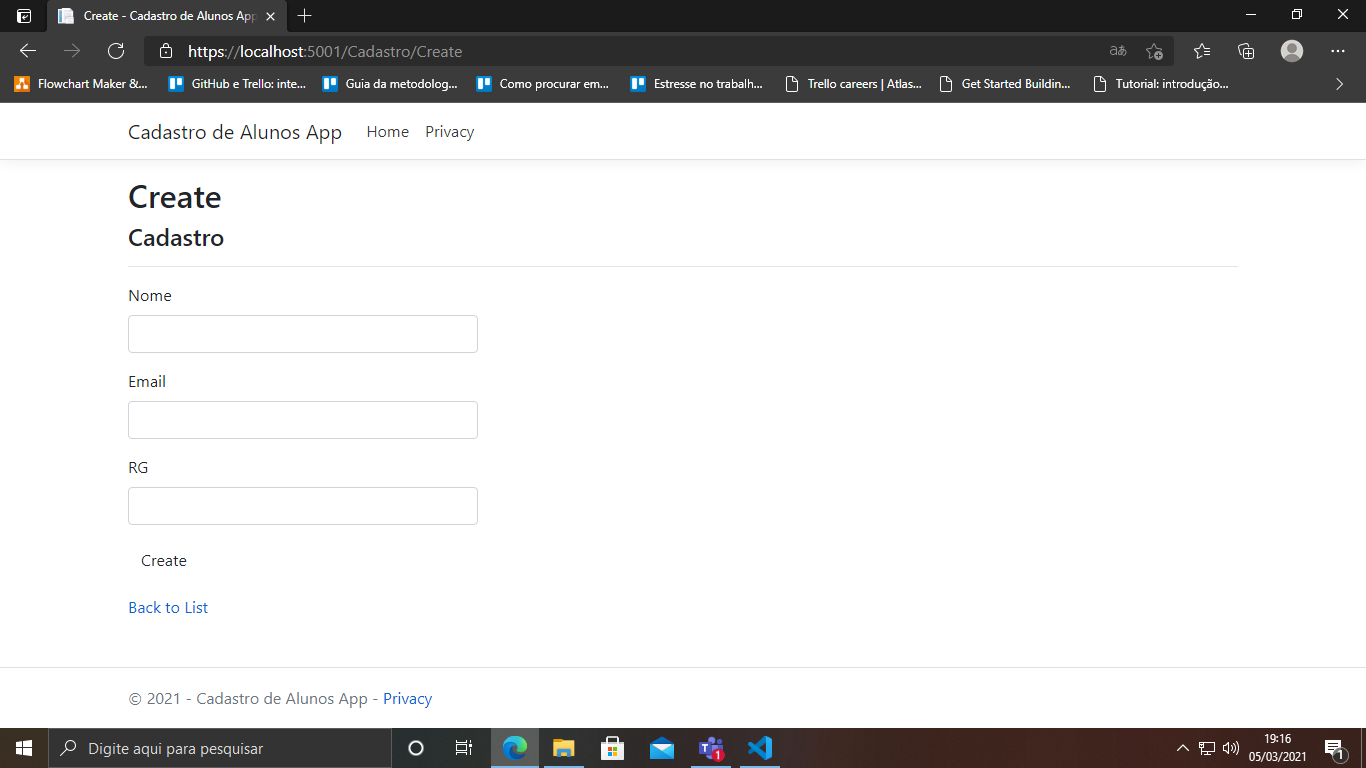 Create - Cadastro de Alunos App
https://localhost:5001/Cadastro/Create
Flowchart Maker &...
GitHub e Trello: inte...
Guia da metodolog...
Como procurar em...
Estresse no trabalh...
Trello careers | Atlas...
Get Started Buildin...
Tutorial: introdução...
Cadastro de Alunos App Home Privacy
Create
Cadastro
Nome
Email
RG
Create
Back to List
© 2021 - Cadastro de Alunos App - Privacy
Digite aqui para pesquisar
1
19:16
05/03/2021
1